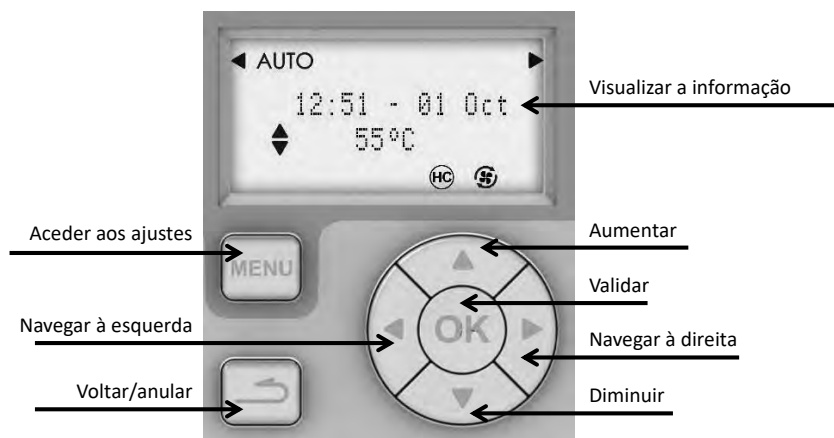 AUTO
12:51 - 01 Oct
55ºC
HC
Visualizar a informação
Aceder aos ajustes
MENU
Aumentar
Validar
OK
Navegar à esquerda
Navegar à direita
Voltar/anular
Diminuir